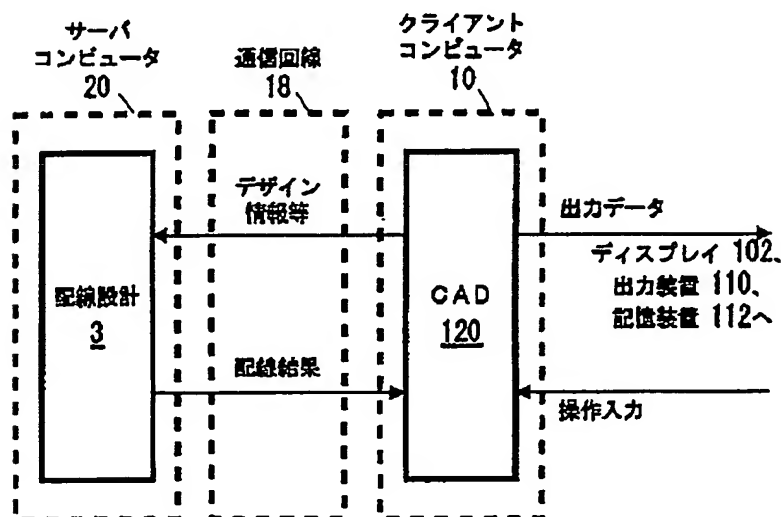 サーバ
コンピュータ
20
通信回線
18
クライアント
コンピュータ
10
デザイン
情報等
出力データ
ディスプレイ 102、
出力装置 110、
記憶装置 112へ
配線設計
3
CAD
120
配線結果
操作入力